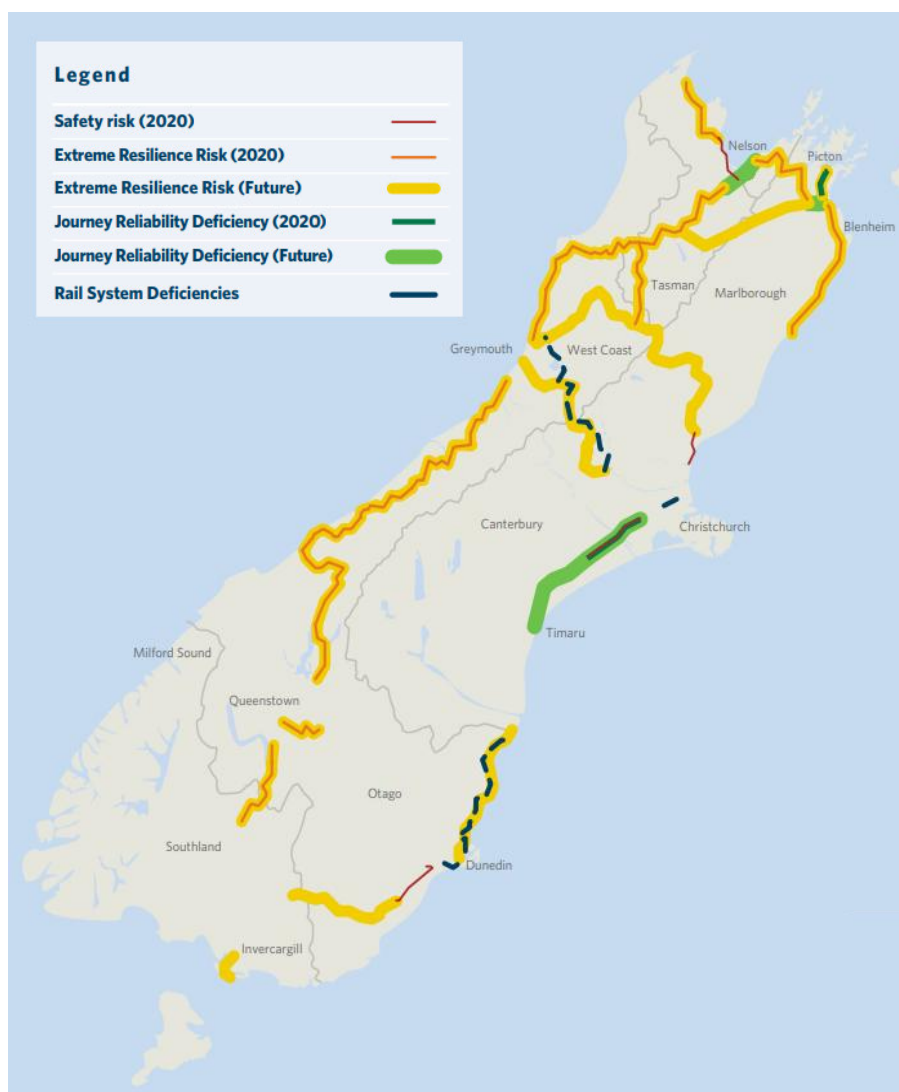 Legend
Safety risk (2020)
Extreme Resilience Risk (2020)
Extreme Resilience Risk (Future)
Journey Reliability Deficiency (2020)
Journey Reliability Deficiency (Future)
Rail System Deficiencies
Nelson
Picton
Blenheim
Tasman
Marlborough
Greymouth
West Coast
Canterbury
Christchurch
Timaru
Milford Sound
Queenstown
Otago
Southland
Dunedin
Invercargill